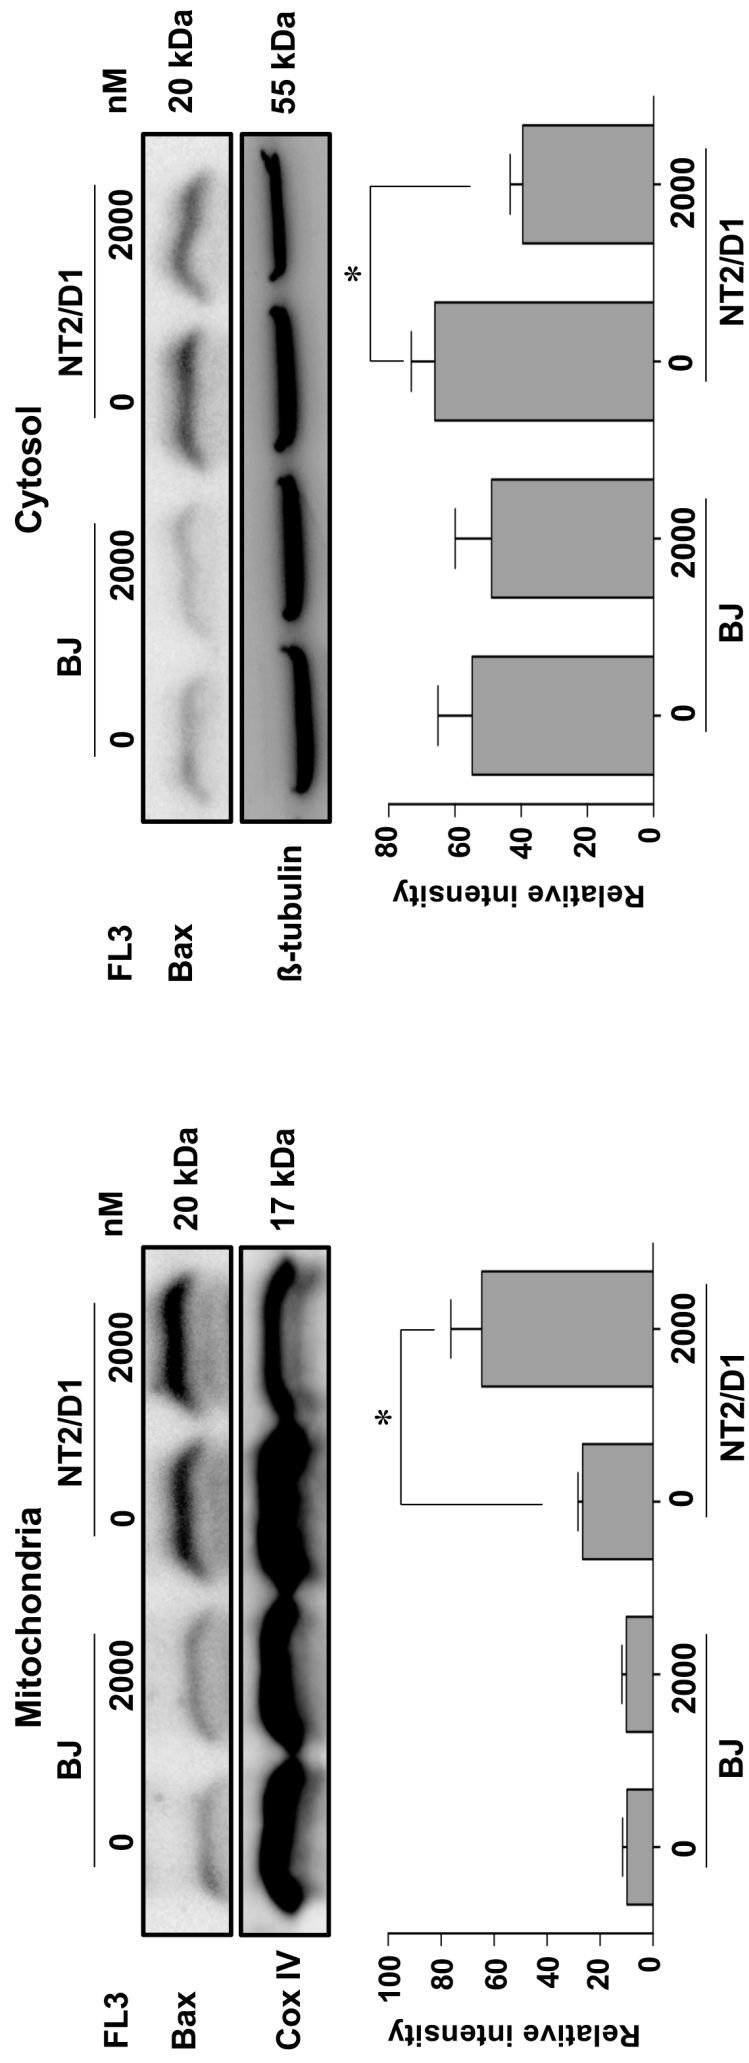 Mitochondria
BJ NT2/D1
FL3 0 2000 0 2000 nM
Bax 20 kDa
Cox IV 17 kDa
Relative intensity
100
80
60
40
20
0
*
0 2000 0 2000
BJ NT2/D1
Cytosol
BJ NT2/D1
FL3 0 2000 0 2000 nM
Bax 20 kDa
ß-tubulin 55 kDa
Relative intensity
80
60
40
20
0
*
0 2000 0 2000
BJ NT2/D1